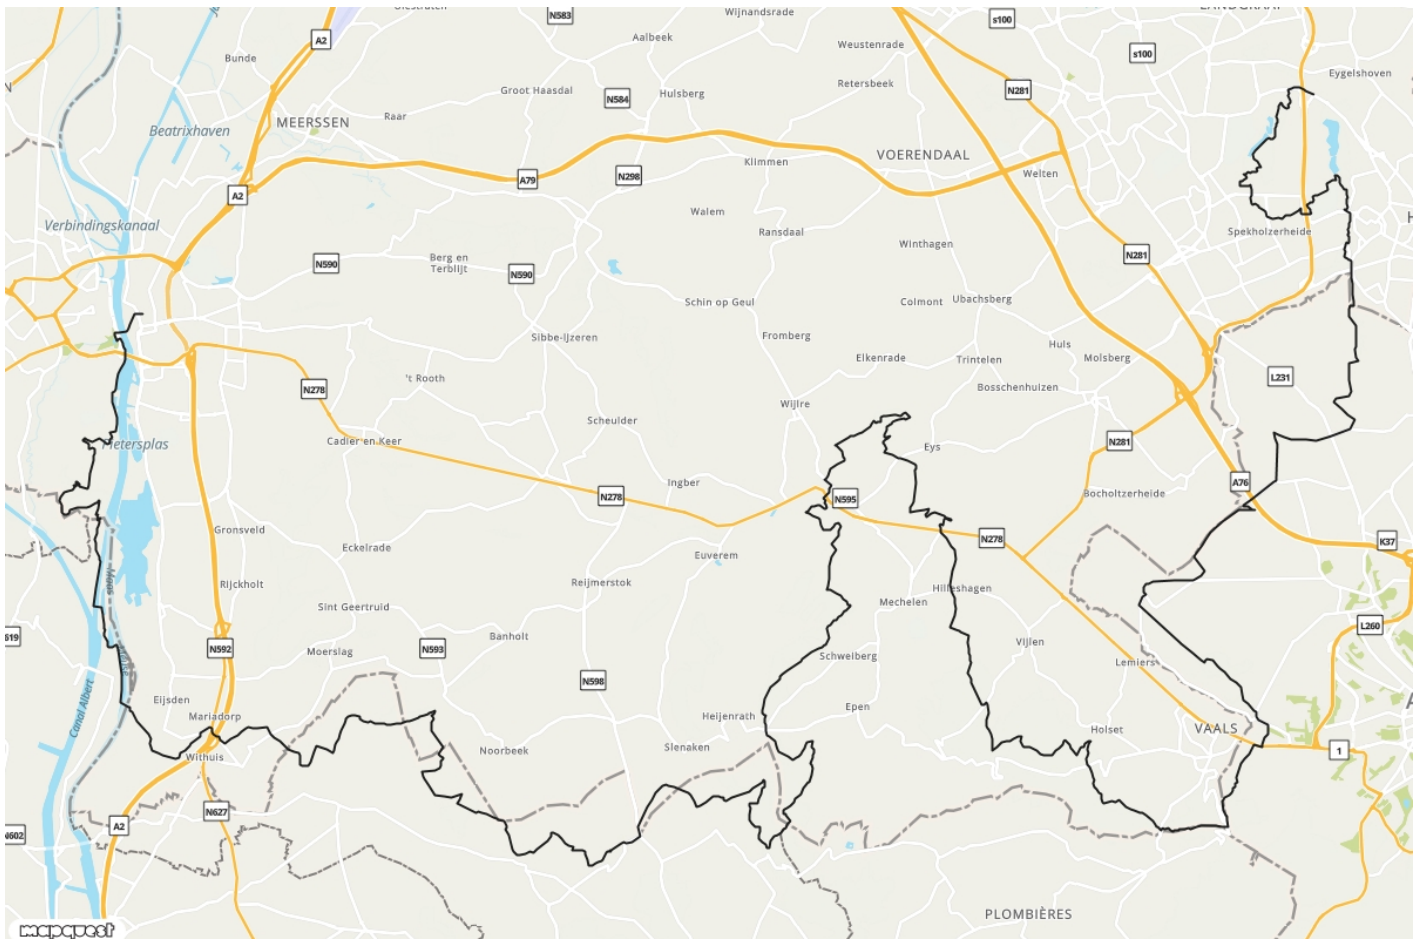 Wijnandsrade
N583
s100
Aalbeek
Weustenrade
A2
s100
Bunde
Eygelshoven
Retersbeek
Groot Haasdal
N281
Hulsberg
N584
Raar
MEERSSEN
Beatrixhaven
VOERENDAAL
Klimmen
Welten
N298
A79
A2
Walem
Verbindingskanaal
Ransdaal
Spekholzerheide
Winthagen
N281
Berg en
Terblijt
N590
N590
Schin op Geul
Colmont
Ubachsberg
Fromberg
Sibbe-IJzeren
Huls
Elkenrade
Trintelen
Molsberg
't Rooth
L231
Bosschenhuizen
N278
Wijlre
Scheulder
Cadier en Keer
N281
Pietersplas
Eys
Ingber
A76
Bocholtzerheide
N278
N595
Gronsveld
N278
K37
Eckelrade
Euverem
Maas
Reijmerstok
Rijckholt
Hilleshagen
Mechelen
Sint Geertruid
L260
Banholt
N592
N593
Moerslag
Vijlen
Schwelberg
Lemiers
N598
Eijsden
Canal Albert
Epen
Mariadorp
Heijenrath
Holset
VAALS
Slenaken
Noorbeek
1
Withuis
N627
A2
N602
PLOMBIÈRES
mapquest